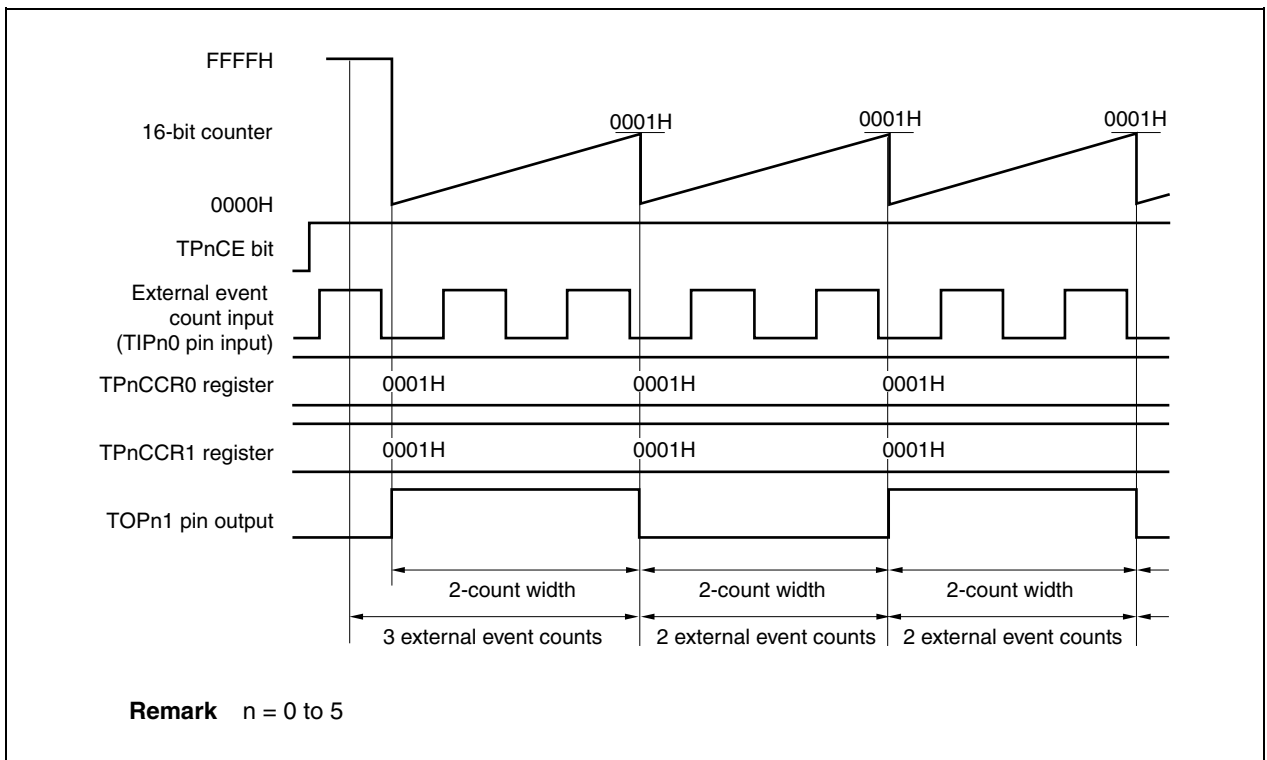 FFFFH
16-bit counter
0001H 0001H 0001H
0000H
TPnCE bit
External event
count input
(TIPn0 pin input)
TPnCCR0 register 0001H 0001H 0001H
TPnCCR1 register 0001H 0001H 0001H
TOPn1 pin output
2-count width 2-count width 2-count width
3 external event counts 2 external event counts 2 external event counts
Remark n = 0 to 5